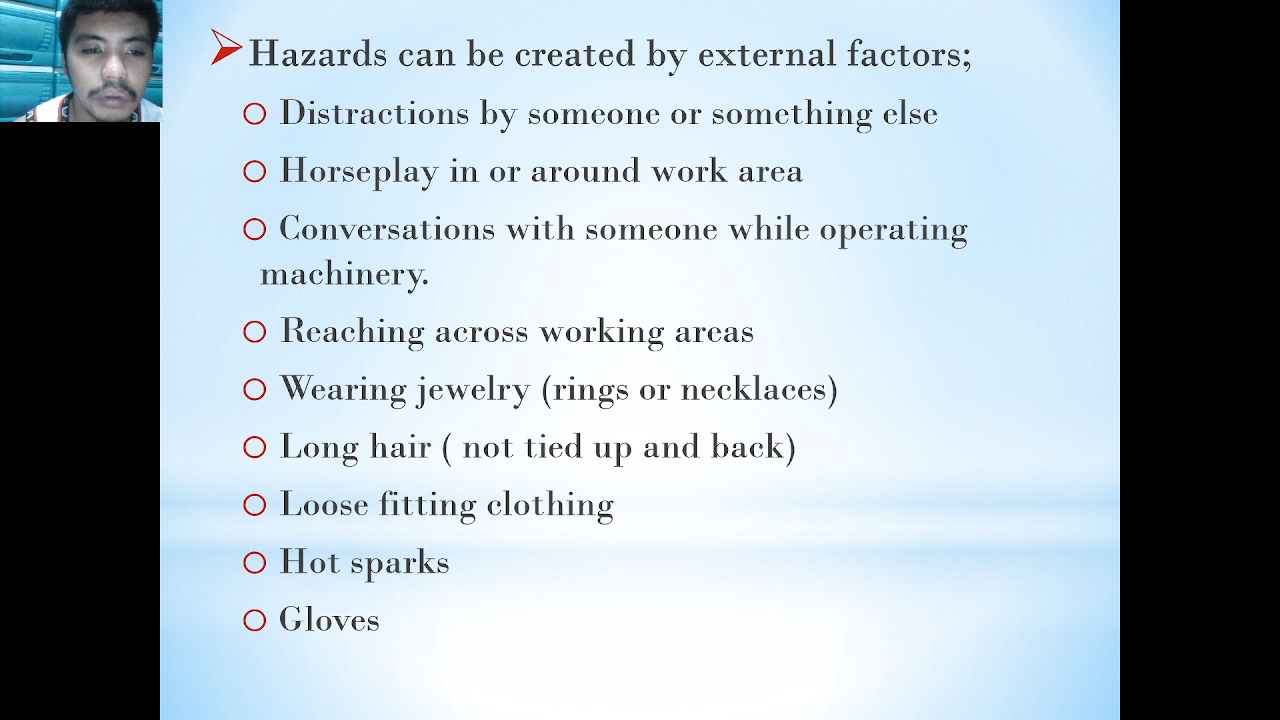 Hazards can be created by external factors;
Distractions by someone or something else
Horseplay in or around work area
Conversations with someone while operating
machinery.
Reaching across working areas
Wearing jewelry (rings or necklaces)
Long hair ( not tied up and back)
Loose fitting clothing
Hot sparks
Gloves